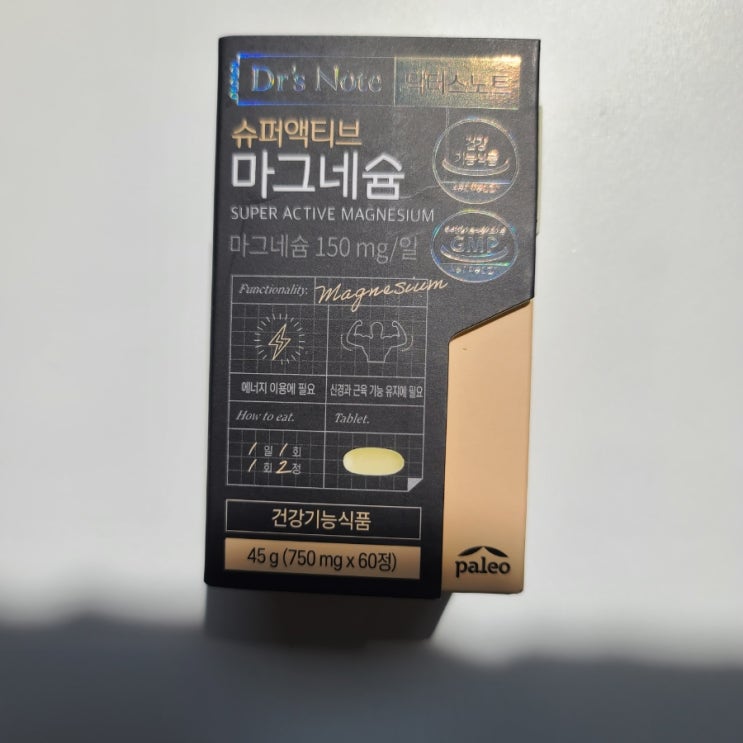 Dr's Note 닥터스노트
슈퍼액티브
마그네슘
SUPER ACTIVE MAGNESIUM
마그네슘 150 mg/일
건강
기능식품
GMP
Functionality. Magnesium
에너지 이용에 필요
신경과 근육 기능 유지에 필요
How to eat.
Tablet.
1일 1회
1회 2정
건강기능식품
45 g (750 mg x 60정)
paleo